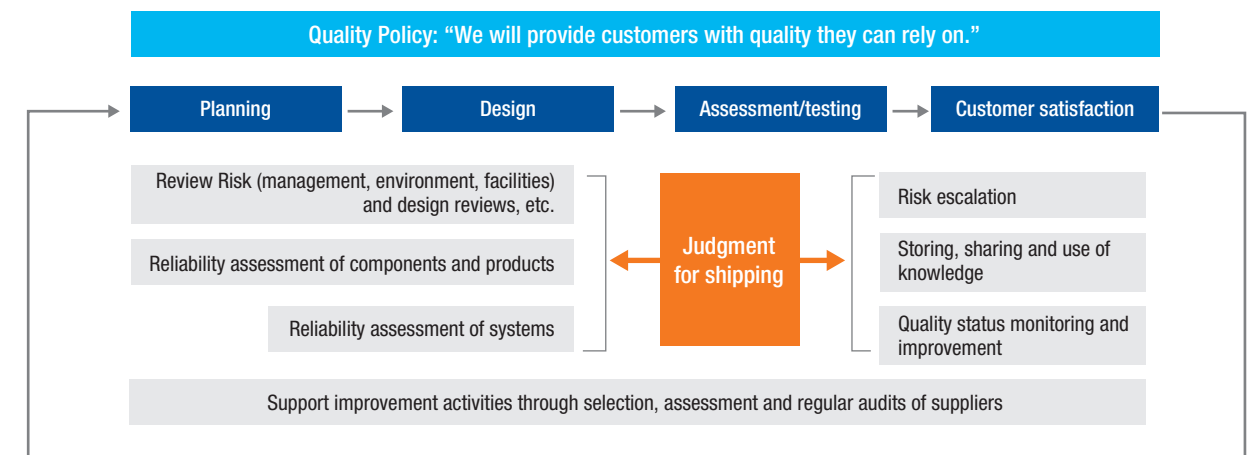 Quality Policy: “We will provide customers with quality they can rely on.”
Planning
Design
Assessment/testing
Customer satisfaction
Review Risk (management, environment, facilities)
and design reviews, etc.
Reliability assessment of components and products
Reliability assessment of systems
Judgment
for shipping
Risk escalation
Storing, sharing and use of
knowledge
Quality status monitoring and
improvement
Support improvement activities through selection, assessment and regular audits of suppliers